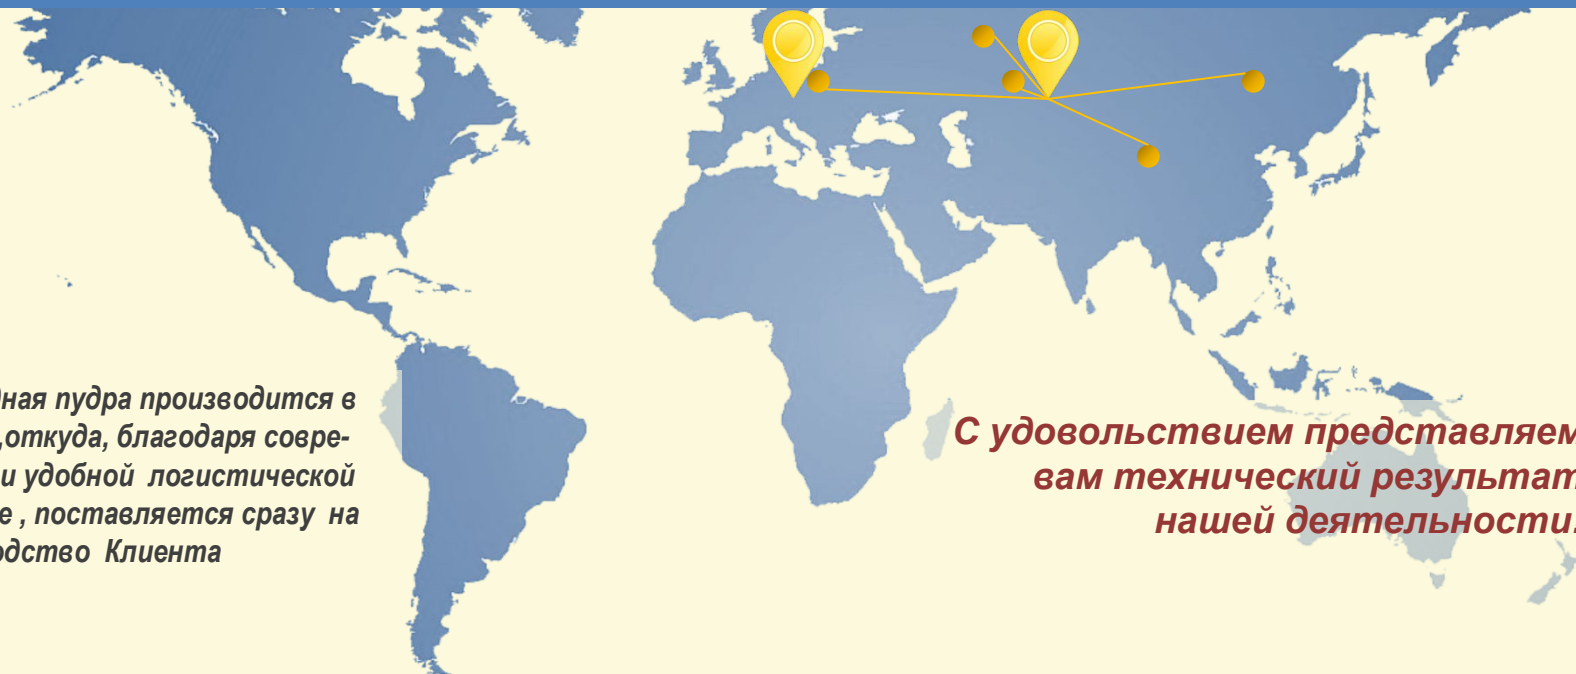 ная пудра производится в
,откуда, благодаря совре-
и удобной логистической
е , поставляется сразу на
одство Клиента
С удовольствием представляем
вам технический результат
нашей деятельности.